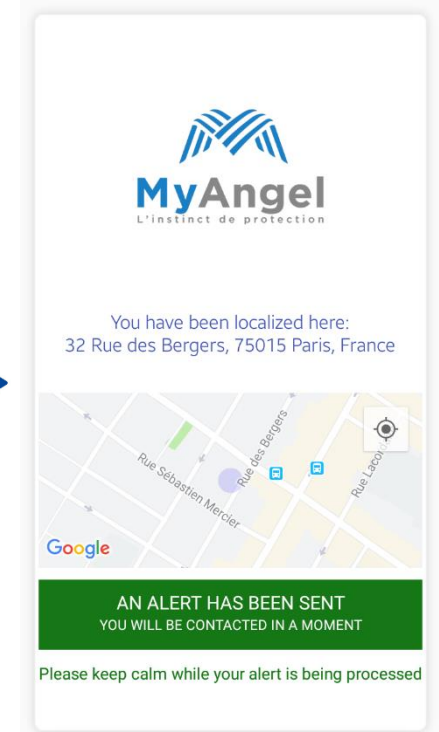 MyAngel
L'instinct de protection
You have been localized here:
32 Rue des Bergers, 75015 Paris, France
Rue des Bergers
Rue Sébastien Mercier
Google
AN ALERT HAS BEEN SENT
YOU WILL BE CONTACTED IN A MOMENT
Please keep calm while your alert is being processed